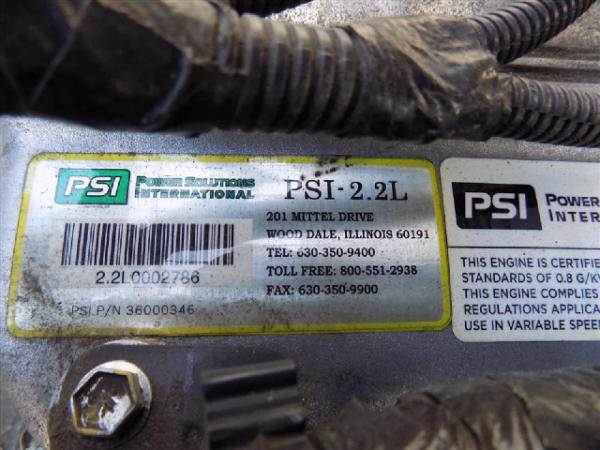 PSI POWER SOLUTIONS INTERNATIONAL
PSI-2.2L
201 MITTEL DRIVE
WOOD DALE, ILLINOIS 60191
TEL: 630-350-9400
TOLL FREE: 800-551-2938
FAX: 630-350-9900
2.2L0002786
PSI P/N 36000346
PSI POWER
INTER
THIS ENGINE IS CERTIFIE
STANDARDS OF 0.8 G/K
THIS ENGINE COMPLIES
REGULATIONS APPLICA
USE IN VARIABLE SPEE